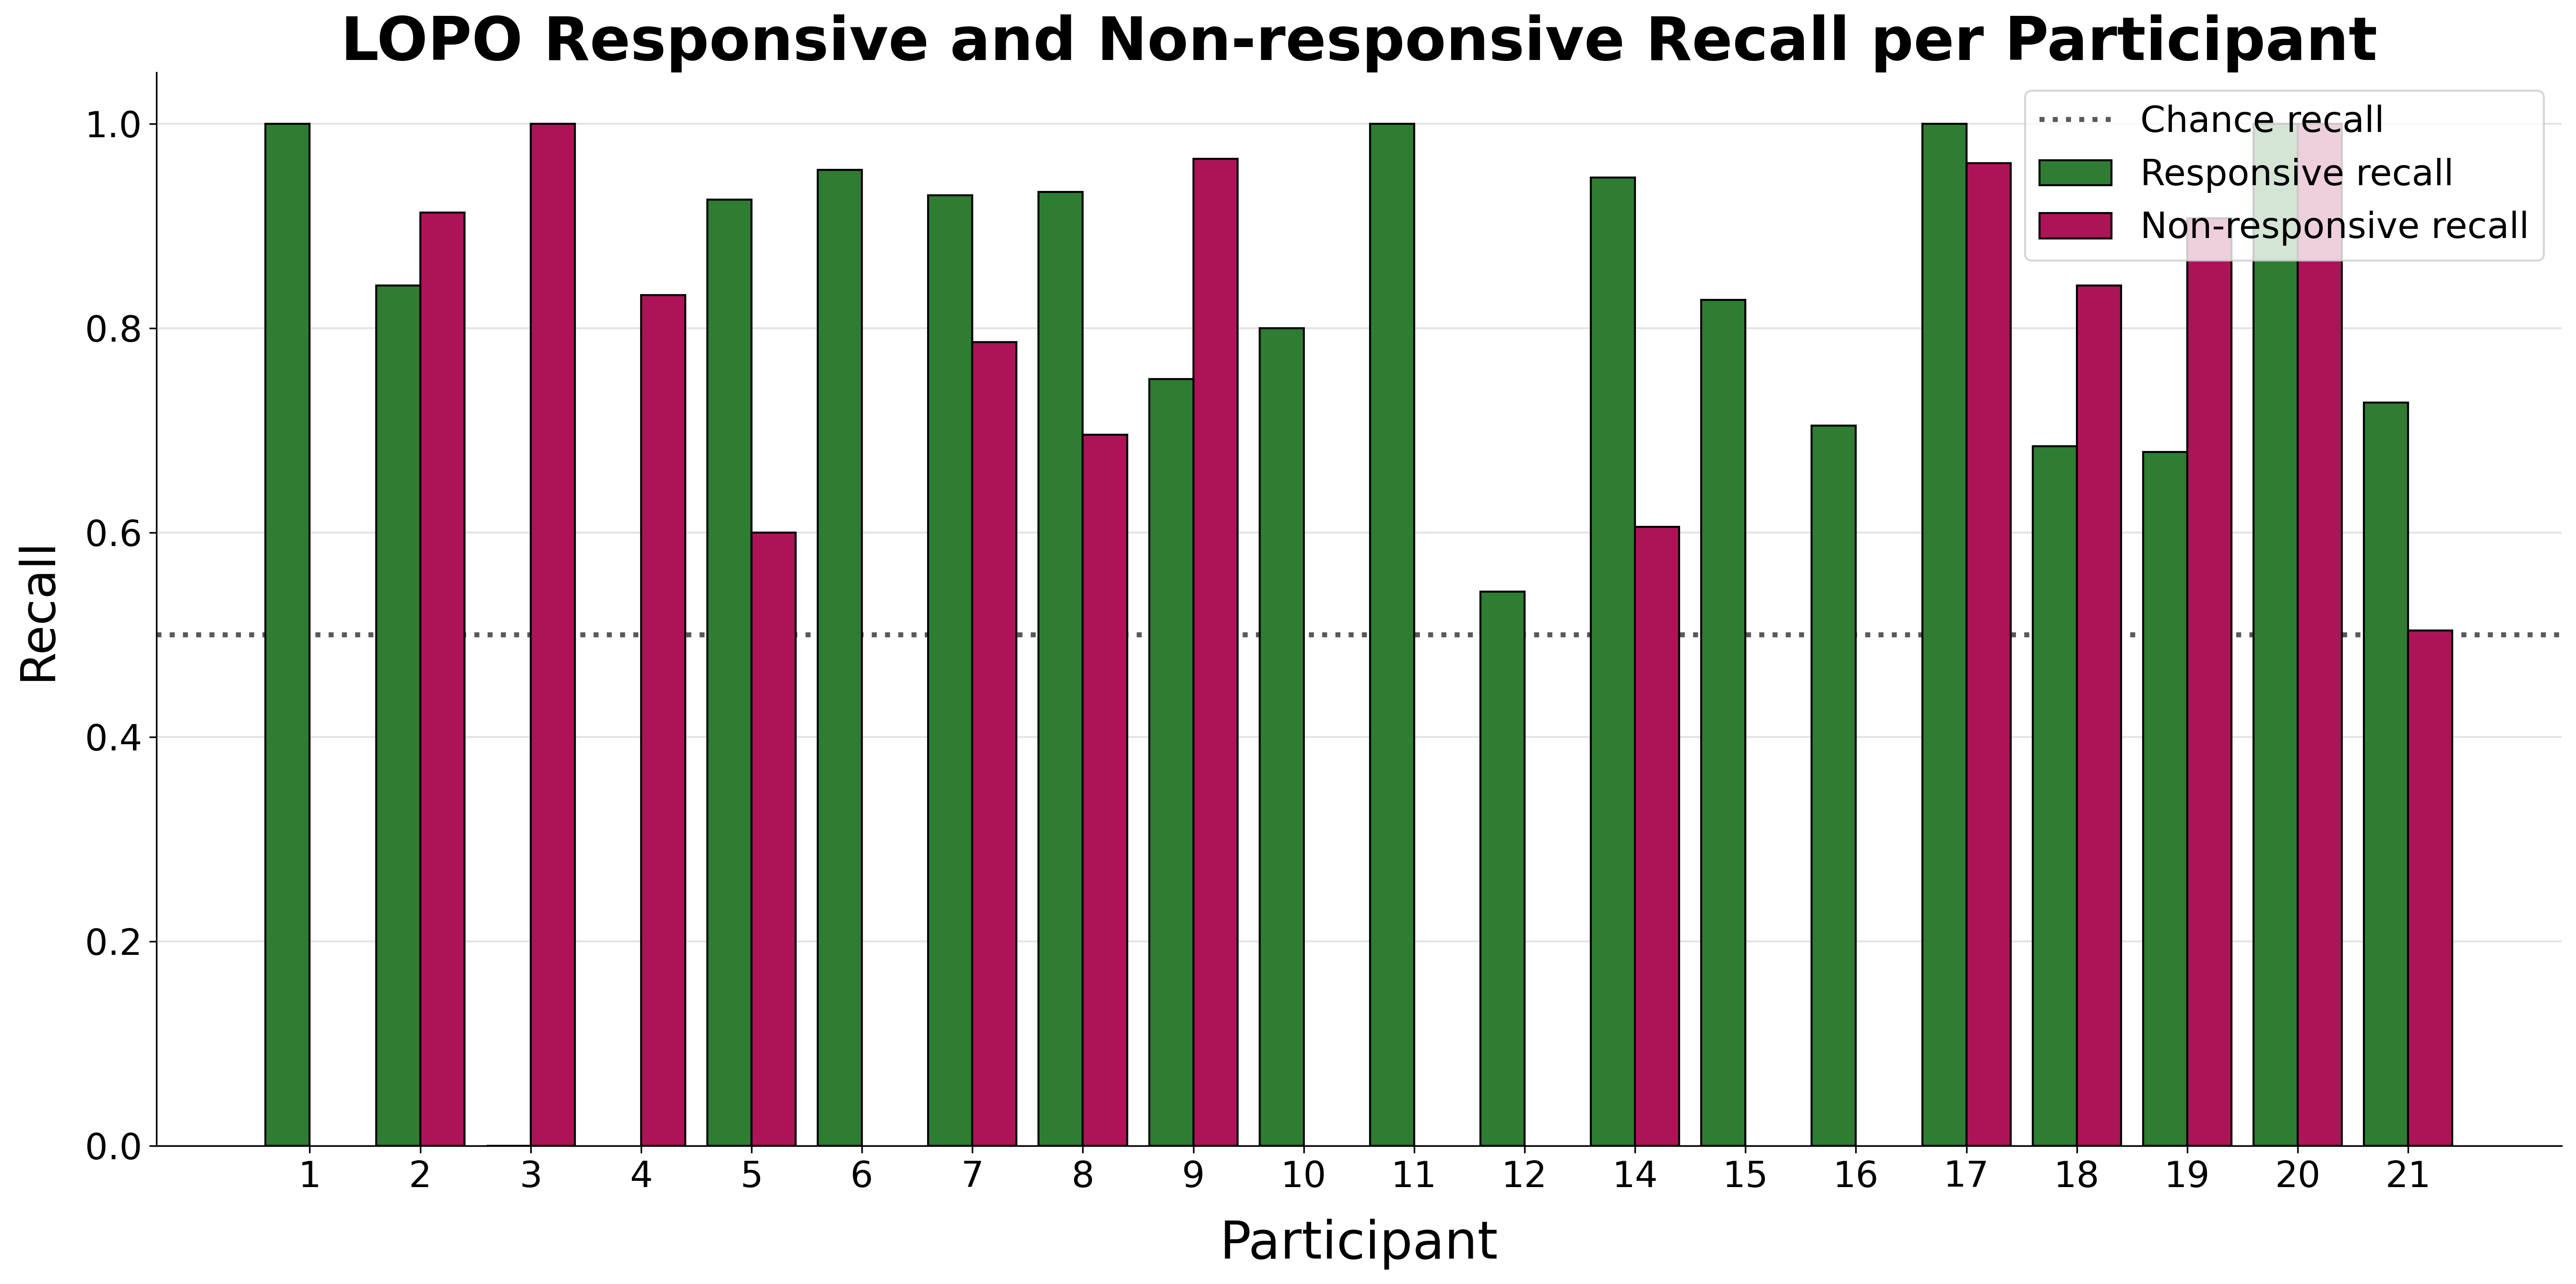 LOPO Responsive and Non-responsive Recall per Participant
Chance recall
Responsive recall
Non-responsive recall
Recall
1.0
0.8
0.6
0.4
0.2
0.0
1 2 3 4 5 6 7 8 9 10 11 12 14 15 16 17 18 19 20 21
Participant